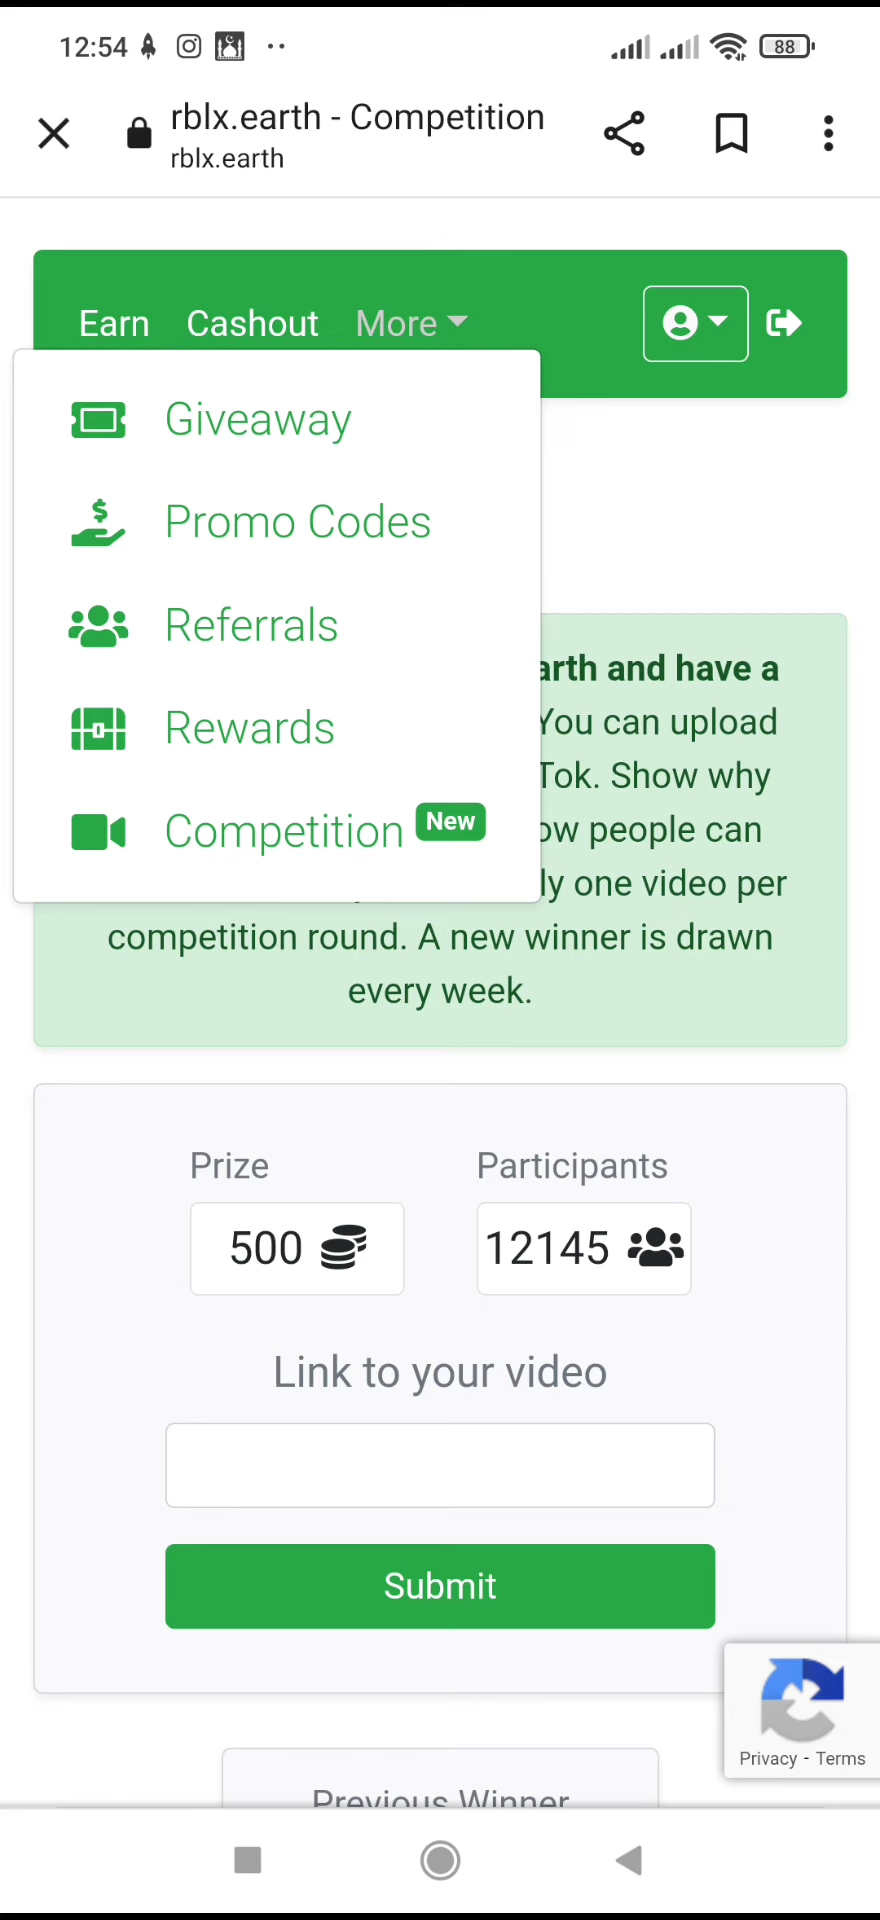 12:54
88
rblx.earth - Competition
rblx.earth
Earn Cashout More
Giveaway
Promo Codes
Referrals
Rewards
Competition New
arth and have a
You can upload
Tok. Show why
ow people can
ly one video per
competition round. A new winner is drawn
every week.
Prize Participants
500 12145
Link to your video
Submit
Privacy - Terms
Previous Winner